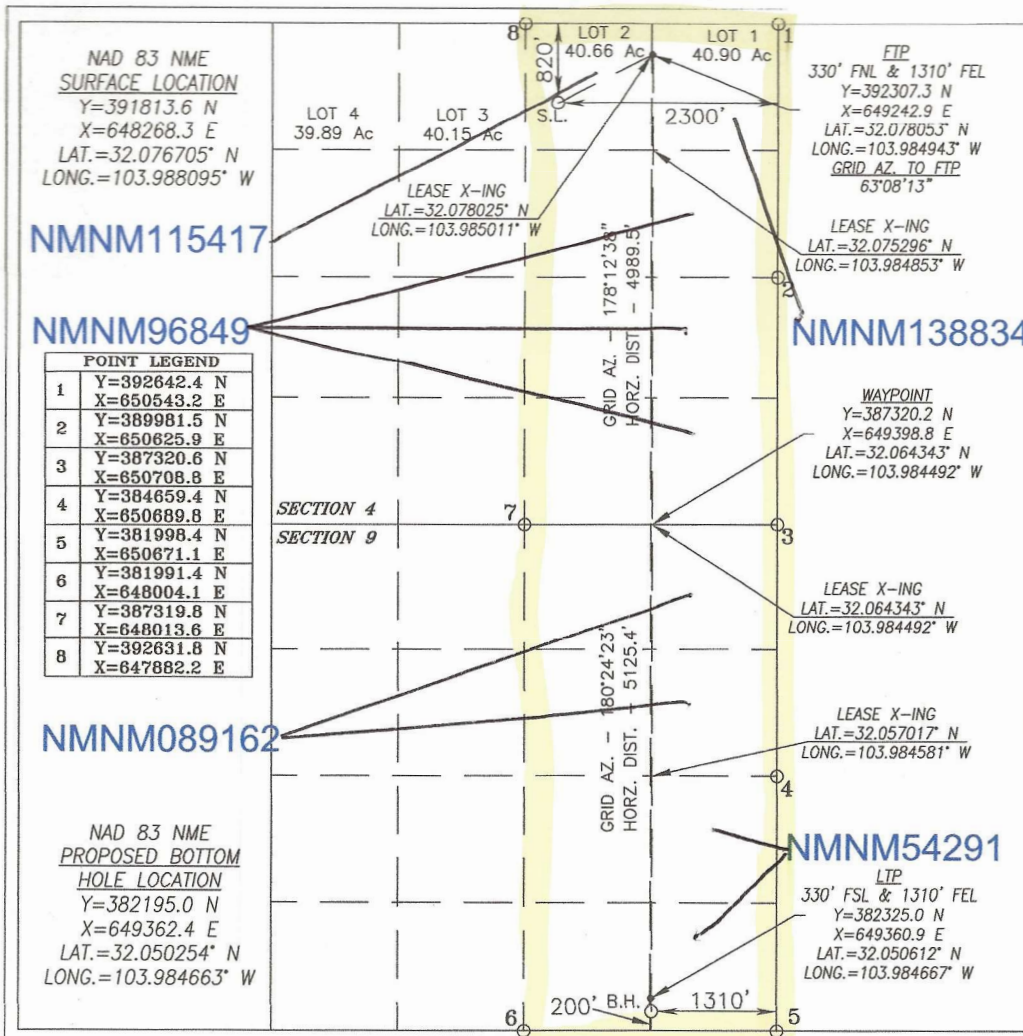 NAD 83 NME
SURFACE LOCATION
Y=391813.6 N
X=648268.3 E
LAT.=32.076705° N
LONG.=103.988095° W
NMNM115417
NMNM96849
POINT LEGEND
1 Y=392642.4 N
X=650543.2 E
2 Y=389981.5 N
X=650625.9 E
3 Y=387320.6 N
X=650708.8 E
4 Y=384659.4 N
X=650689.8 E
5 Y=381998.4 N
X=650671.1 E
6 Y=381991.4 N
X=648004.1 E
7 Y=387319.8 N
X=648013.6 E
8 Y=392631.8 N
X=647882.2 E
NMNM089162
NAD 83 NME
PROPOSED BOTTOM
HOLE LOCATION
Y=382195.0 N
X=649362.4 E
LAT.=32.050254° N
LONG.=103.984663° W
8
LOT 2
40.66 Ac
LOT 1
40.90 Ac
1
820'
S.L.
2300'
LOT 4
39.89 Ac
LOT 3
40.15 Ac
LEASE X-ING
LAT.=32.078025° N
LONG.=103.985011° W
GRID AZ. - 178°12'38"
HORZ. DIST. - 4989.5'
2
SECTION 4
SECTION 9
7
3
GRID AZ. - 180°24'23"
HORZ. DIST. - 5125.4'
4
200'
B.H.
1310'
6
5
FTP
330' FNL & 1310' FEL
Y=392307.3 N
X=649242.9 E
LAT.=32.078053° N
LONG.=103.984943° W
GRID AZ. TO FTP
63°08'13"
LEASE X-ING
LAT.=32.075296° N
LONG.=103.984853° W
NMNM138834
WAYPOINT
Y=387320.2 N
X=649398.8 E
LAT.=32.064343° N
LONG.=103.984492° W
LEASE X-ING
LAT.=32.064343° N
LONG.=103.984492° W
LEASE X-ING
LAT.=32.057017° N
LONG.=103.984581° W
NMNM54291
LTP
330' FSL & 1310' FEL
Y=382325.0 N
X=649360.9 E
LAT.=32.050612° N
LONG.=103.984667° W